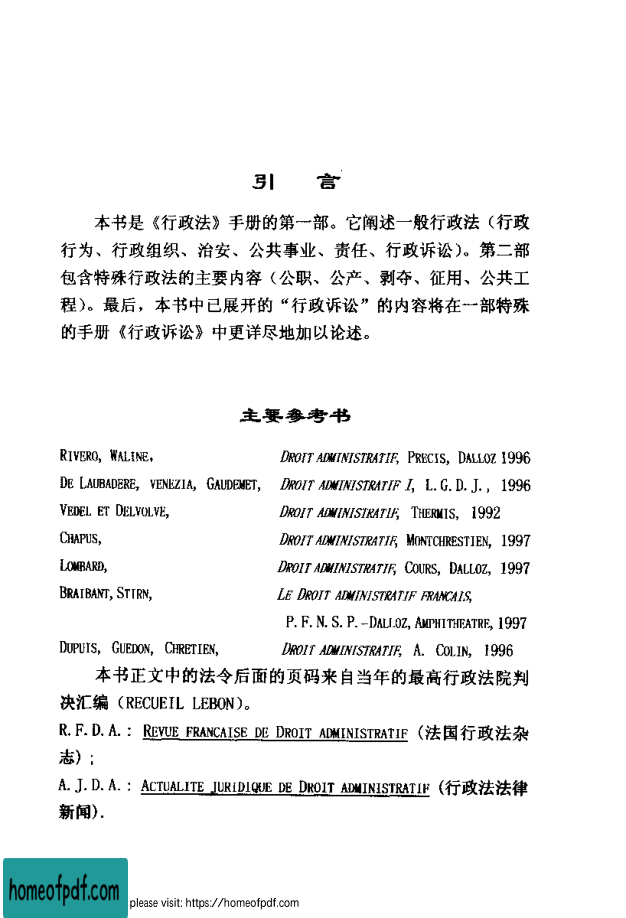 引 言
本书是《行政法》手册的第一部。它阐述一般行政法（行政
行为、行政组织、治安、公共事业、责任、行政诉讼）。第二部
包含特殊行政法的主要内容（公职、公产、剥夺、征用、公共工
程）。最后，本书中已展开的“行政诉讼”的内容将在一部特殊
的手册《行政诉讼》中更详尽地加以论述。
主要参考书
RIVERO, WALINE, DROIT ADMINISTRATIF, PRECIS, DALLOZ 1996
DE LAUBADERE, VENEZIA, GAUDEMET, DROIT ADMINISTRATIF I, L.G.D.J., 1996
VEDEL ET DELVOLVE, DROIT ADMINISTRATIF, THERMIS, 1992
CHAPUS, DROIT ADMINISTRATIF, MONTCHRESTIEN, 1997
LOMBARD, DROIT ADMINISTRATIF, COURS, DALLOZ, 1997
BRAIBANT, STIRN, LE DROIT ADMINISTRATIF FRANCAIS,
P.F.N.S.P.-DALLOZ, AMPHITHEATRE, 1997
DUPUIS, GUEDON, CHRETIEN, DROIT ADMINISTRATIF, A. COLIN, 1996
本书正文中的法令后面的页码来自当年的最高行政法院判
决汇编（RECUEIL LEBON）。
R.F.D.A.: REVUE FRANCAISE DE DROIT ADMINISTRATIF（法国行政法杂
志）;
A.J.D.A.: ACTUALITE JURIDIQUE DE DROIT ADMINISTRATIF（行政法法律
新闻）.
homeofpdf.com
please visit: https://homeofpdf.com